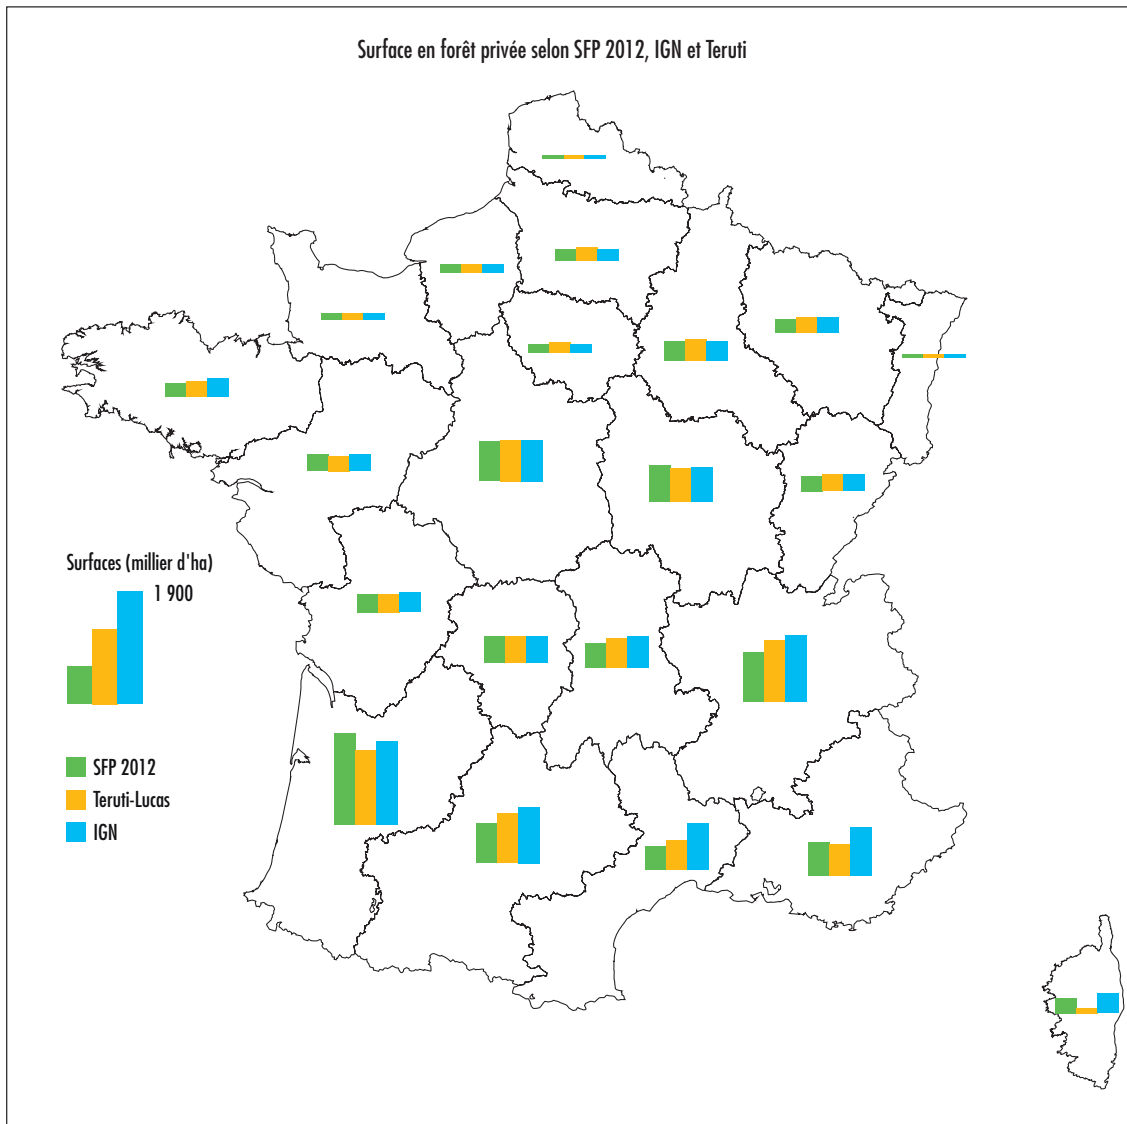 Surface en forêt privée selon SFP 2012, IGN et Teruti
Surfaces (millier d'ha)
1 900
SFP 2012
Teruti-Lucas
IGN